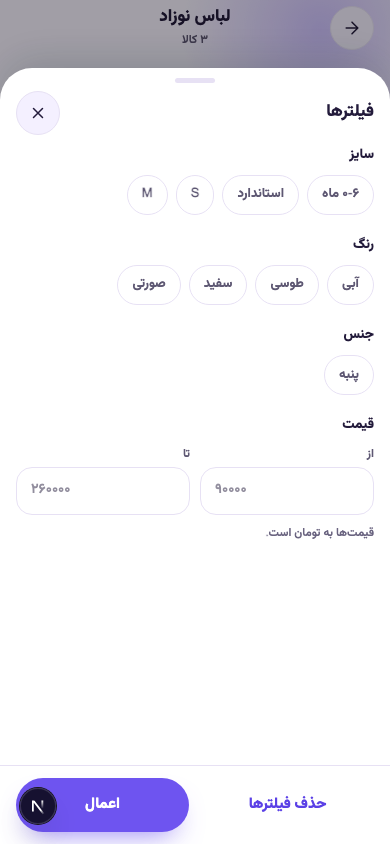 لباس نوزاد
۳ کالا
فیلترها
سایز
۰-۶ ماه
استاندارد
S
M
رنگ
آبی
طوسی
سفید
صورتی
جنس
پنبه
قیمت
از
تا
۹۰۰۰۰
۲۶۰۰۰۰
قیمت‌ها به تومان است.
حذف فیلترها
اعمال
N